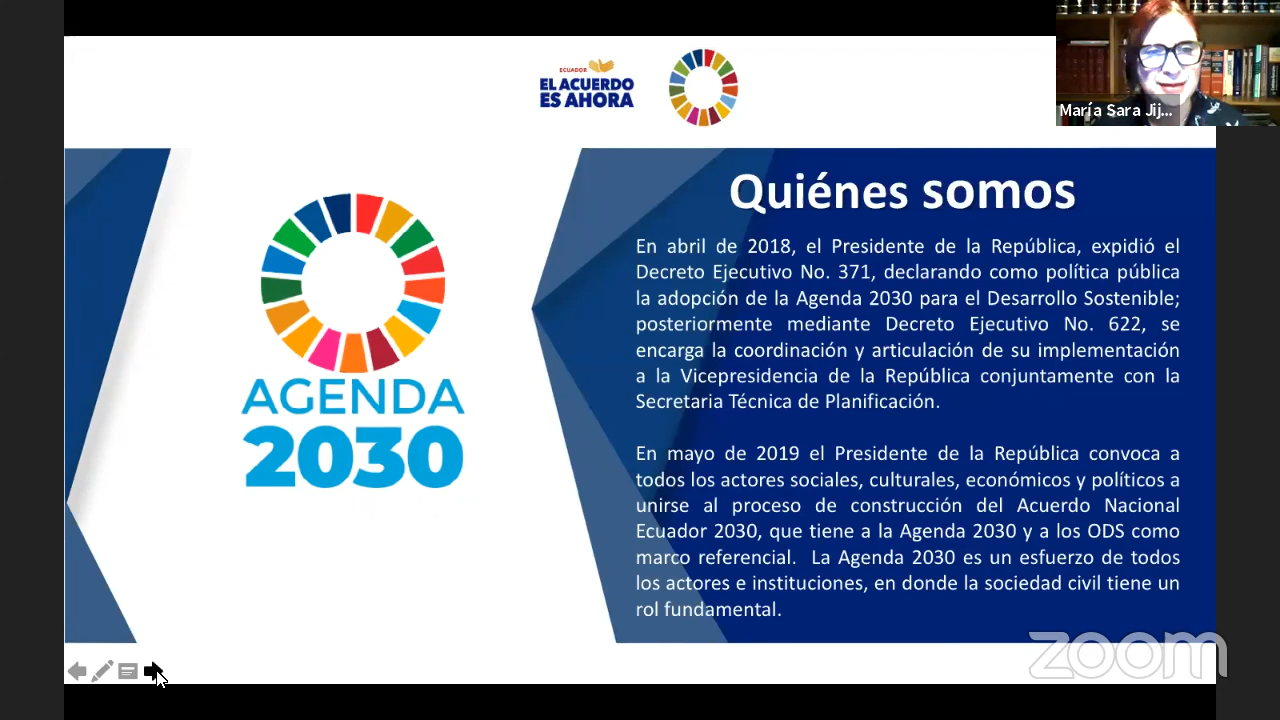 ECUADOR
EL ACUERDO
ES AHORA
María Sara Jij...
Quiénes somos
En abril de 2018, el Presidente de la República, expidió el
Decreto Ejecutivo No. 371, declarando como política pública
la adopción de la Agenda 2030 para el Desarrollo Sostenible;
posteriormente mediante Decreto Ejecutivo No. 622, se
encarga la coordinación y articulación de su implementación
a la Vicepresidencia de la República conjuntamente con la
Secretaria Técnica de Planificación.
En mayo de 2019 el Presidente de la República convoca a
todos los actores sociales, culturales, económicos y políticos a
unirse al proceso de construcción del Acuerdo Nacional
Ecuador 2030, que tiene a la Agenda 2030 y a los ODS como
marco referencial. La Agenda 2030 es un esfuerzo de todos
los actores e instituciones, en donde la sociedad civil tiene un
rol fundamental.
AGENDA
2030
zoom